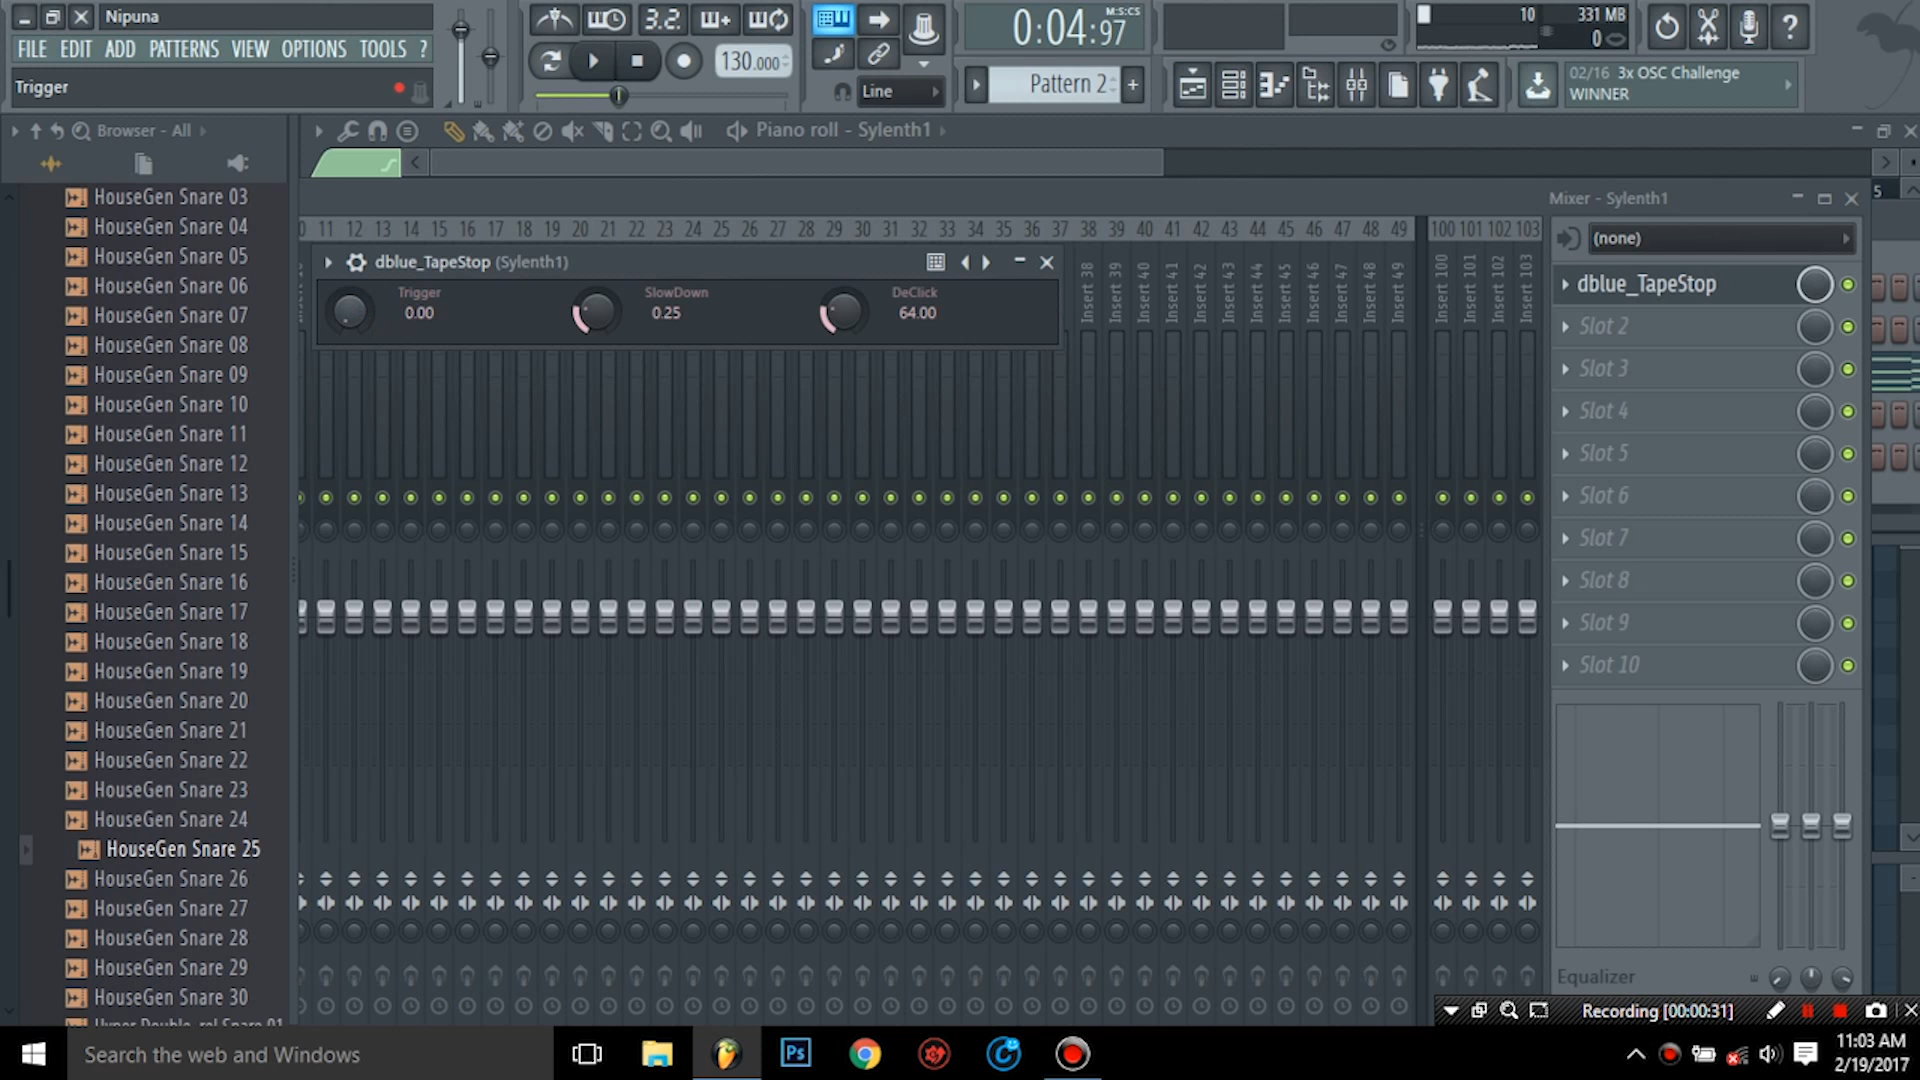 Nipuna
FILE EDIT ADD PATTERNS VIEW OPTIONS TOOLS ?
Trigger
3.2.
130.000
Line
0:04:97
M:S:CS
Pattern 2
+
10
331 MB
0
?
02/16 3x OSC Challenge
WINNER
Browser - All
Piano roll - Sylenth1
HouseGen Snare 03
HouseGen Snare 04
HouseGen Snare 05
HouseGen Snare 06
HouseGen Snare 07
HouseGen Snare 08
HouseGen Snare 09
HouseGen Snare 10
HouseGen Snare 11
HouseGen Snare 12
HouseGen Snare 13
HouseGen Snare 14
HouseGen Snare 15
HouseGen Snare 16
HouseGen Snare 17
HouseGen Snare 18
HouseGen Snare 19
HouseGen Snare 20
HouseGen Snare 21
HouseGen Snare 22
HouseGen Snare 23
HouseGen Snare 24
HouseGen Snare 25
HouseGen Snare 26
HouseGen Snare 27
HouseGen Snare 28
HouseGen Snare 29
HouseGen Snare 30
11 12 13 14 15 16 17 18 19 20 21 22 23 24 25 26 27 28 29 30 31 32 33 34 35 36 37 38 39 40 41 42 43 44 45 46 47 48 49 100 101 102 103
dblue_TapeStop (Sylenth1)
Trigger
0.00
SlowDown
0.25
DeClick
64.00
Insert 38
Insert 39
Insert 40
Insert 41
Insert 42
Insert 43
Insert 44
Insert 45
Insert 46
Insert 47
Insert 48
Insert 49
Insert 100
Insert 101
Insert 102
Insert 103
Mixer - Sylenth1
5
(none)
dblue_TapeStop
Slot 2
Slot 3
Slot 4
Slot 5
Slot 6
Slot 7
Slot 8
Slot 9
Slot 10
Equalizer
Recording [00:00:31]
Search the web and Windows
Ps
11:03 AM
2/19/2017